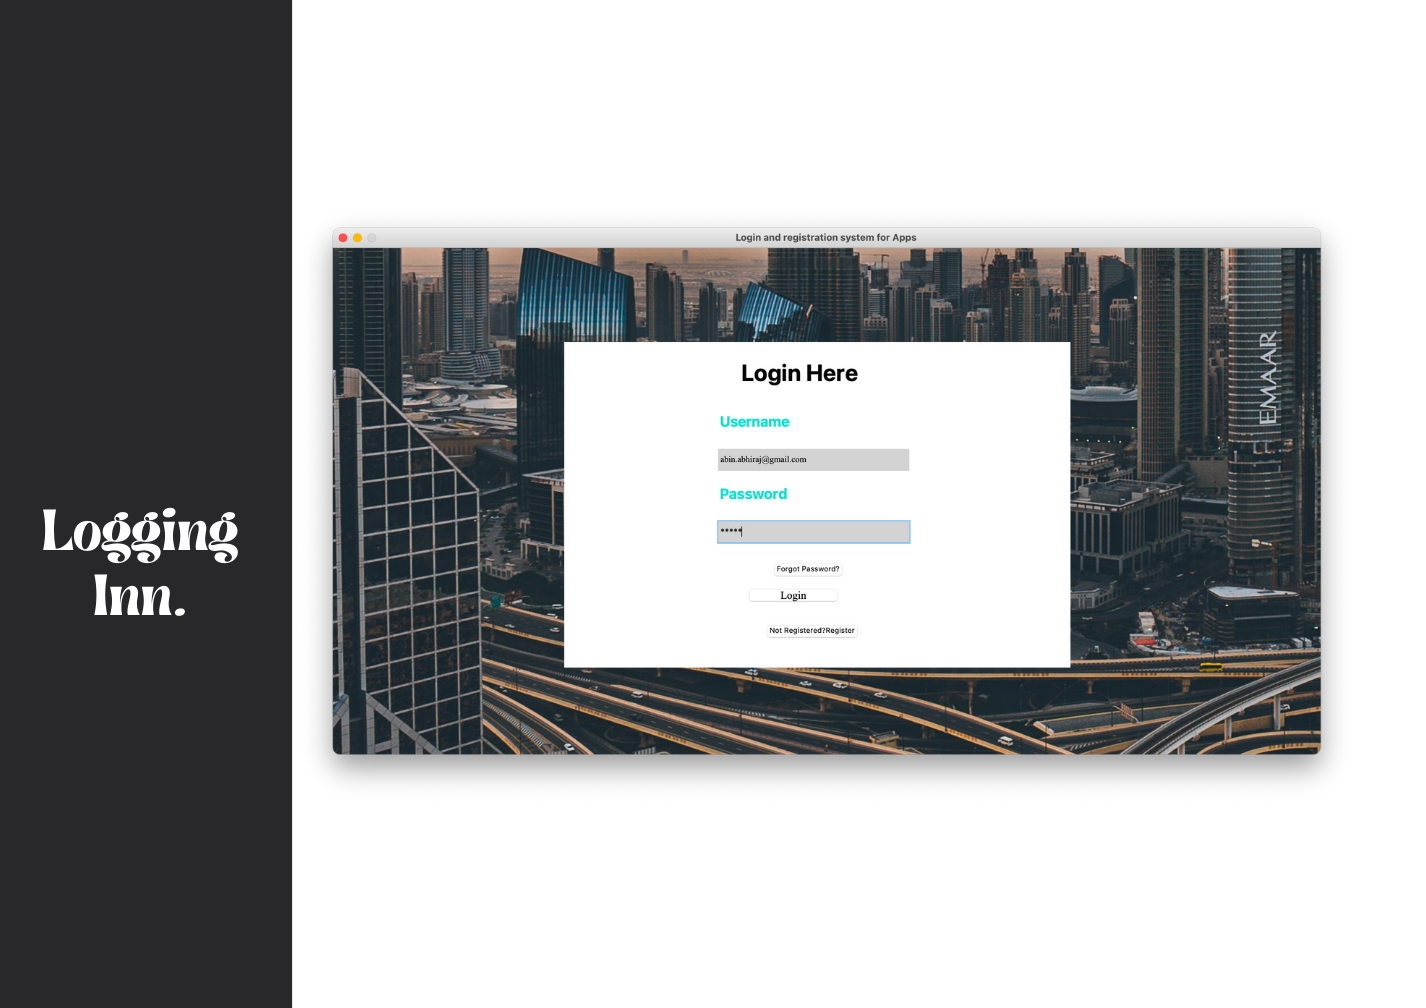 Logging
Inn.
Login and registration system for Apps
EMAAR
Login Here
Username
abin.abhiraj@gmail.com
Password
*****
Forgot Password?
Login
Not Registered?Register